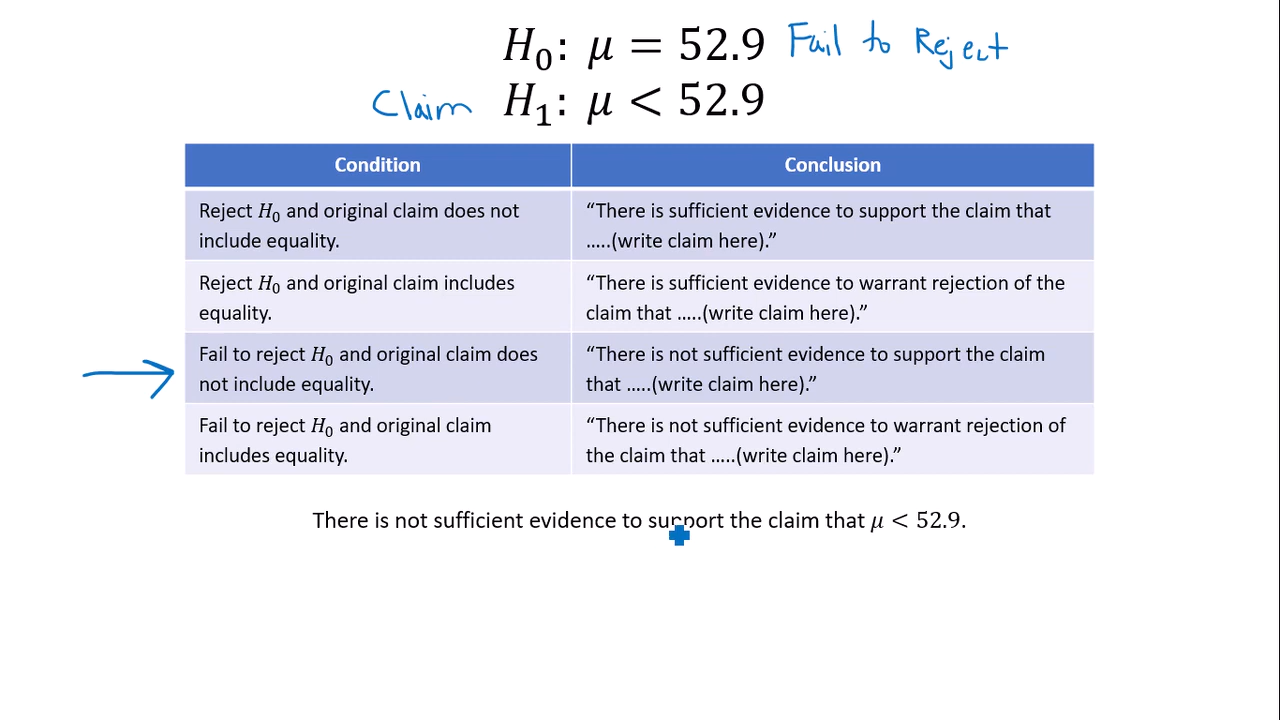 H₀: μ = 52.9 Fail to Reject
Claim H₁: μ < 52.9
Condition Conclusion
Reject H₀ and original claim does not
include equality.
“There is sufficient evidence to support the claim that
.....(write claim here).”
Reject H₀ and original claim includes
equality.
“There is sufficient evidence to warrant rejection of the
claim that .....(write claim here).”
Fail to reject H₀ and original claim does
not include equality.
“There is not sufficient evidence to support the claim
that .....(write claim here).”
Fail to reject H₀ and original claim
includes equality.
“There is not sufficient evidence to warrant rejection of
the claim that .....(write claim here).”
There is not sufficient evidence to support the claim that μ < 52.9.